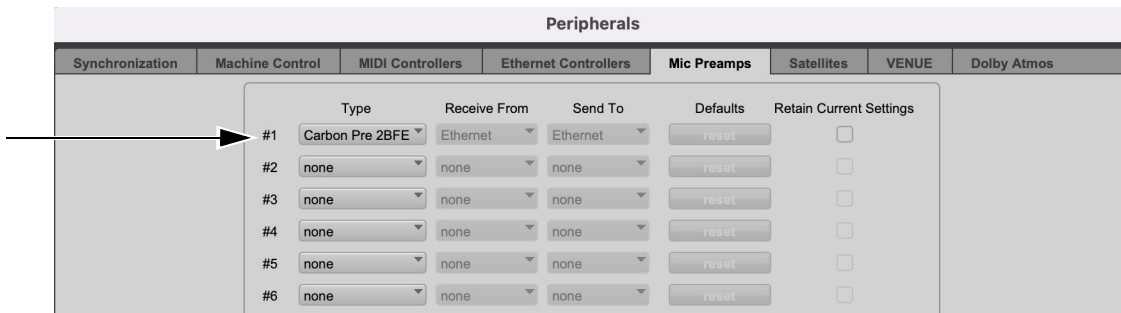 Peripherals
Synchronization Machine Control MIDI Controllers Ethernet Controllers Mic Preamps Satellites VENUE Dolby Atmos
Type Receive From Send To Defaults Retain Current Settings
#1 Carbon Pre 2BFE Ethernet Ethernet reset
#2 none none none reset
#3 none none none reset
#4 none none none reset
#5 none none none reset
#6 none none none reset